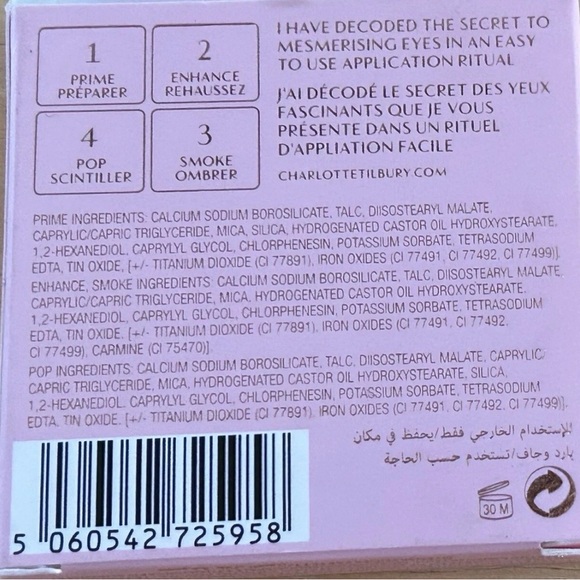 1
PRIME
PRÉPARER
2
ENHANCE
REHAUSSEZ
4
POP
SCINTILLER
3
SMOKE
OMBRER
I HAVE DECODED THE SECRET TO
MESMERISING EYES IN AN EASY
TO USE APPLICATION RITUAL
J'AI DÉCODÉ LE SECRET DES YEUX
FASCINANTS QUE JE VOUS
PRÉSENTE DANS UN RITUEL
D'APPLIATION FACILE
CHARLOTTETILBURY.COM
PRIME INGREDIENTS: CALCIUM SODIUM BOROSILICATE, TALC, DIISOSTEARYL MALATE,
CAPRYLIC/CAPRIC TRIGLYCERIDE, MICA, SILICA, HYDROGENATED CASTOR OIL HYDROXYSTEARATE,
1,2-HEXANEDIOL, CAPRYLYL GLYCOL, CHLORPHENESIN, POTASSIUM SORBATE, TETRASODIUM
EDTA, TIN OXIDE, [+/- TITANIUM DIOXIDE (CI 77891), IRON OXIDES (CI 77491, CI 77492, CI 77499)].
ENHANCE, SMOKE INGREDIENTS: CALCIUM SODIUM BOROSILICATE, TALC, DIISOSTEARYL MALATE,
CAPRYLIC/CAPRIC TRIGLYCERIDE, MICA, HYDROGENATED CASTOR OIL HYDROXYSTEARATE,
1,2-HEXANEDIOL, CAPRYLYL GLYCOL, CHLORPHENESIN, POTASSIUM SORBATE, TETRASODIUM
EDTA, TIN OXIDE, [+/- TITANIUM DIOXIDE (CI 77891), IRON OXIDES (CI 77491, CI 77492,
CI 77499), CARMINE (CI 75470)].
POP INGREDIENTS: CALCIUM SODIUM BOROSILICATE, TALC, DIISOSTEARYL MALATE, CAPRYLIC/
CAPRIC TRIGLYCERIDE, MICA, HYDROGENATED CASTOR OIL HYDROXYSTEARATE, SILICA,
1,2-HEXANEDIOL, CAPRYLYL GLYCOL, CHLORPHENESIN, POTASSIUM SORBATE, TETRASODIUM
EDTA, TIN OXIDE, [+/- TITANIUM DIOXIDE (CI 77891), IRON OXIDES (CI 77491, CI 77492, CI 77499)].
للإستخدام الخارجي فقط/يحفظ في مكان
بارد وجاف/تستخدم حسب الحاجة
30 M
5 060542 725958